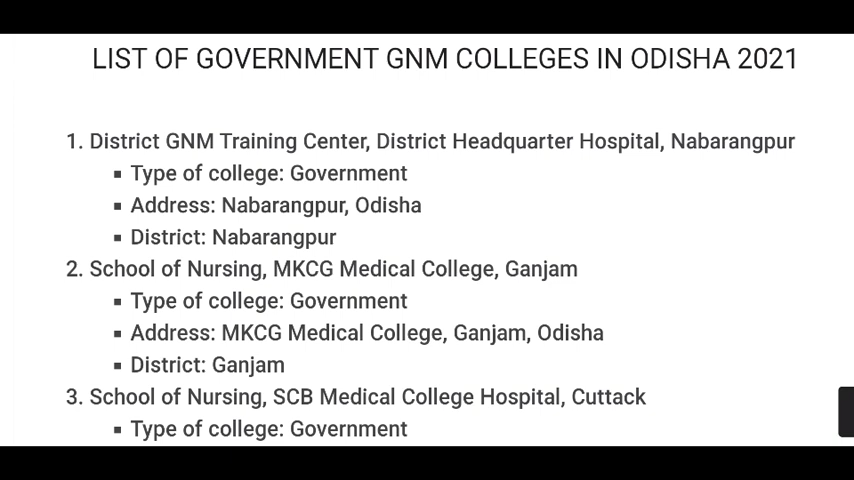 LIST OF GOVERNMENT GNM COLLEGES IN ODISHA 2021
1. District GNM Training Center, District Headquarter Hospital, Nabarangpur
▪ Type of college: Government
▪ Address: Nabarangpur, Odisha
▪ District: Nabarangpur
2. School of Nursing, MKCG Medical College, Ganjam
▪ Type of college: Government
▪ Address: MKCG Medical College, Ganjam, Odisha
▪ District: Ganjam
3. School of Nursing, SCB Medical College Hospital, Cuttack
▪ Type of college: Government